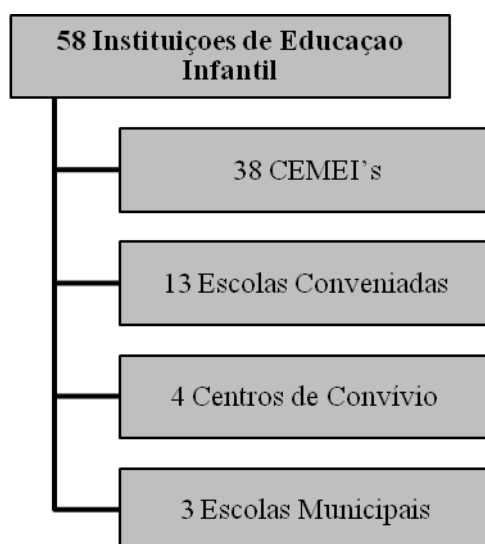 58 Instituiçoes de Educaçao
Infantil
38 CEMEI's
13 Escolas Conveniadas
4 Centros de Convívio
3 Escolas Municipais